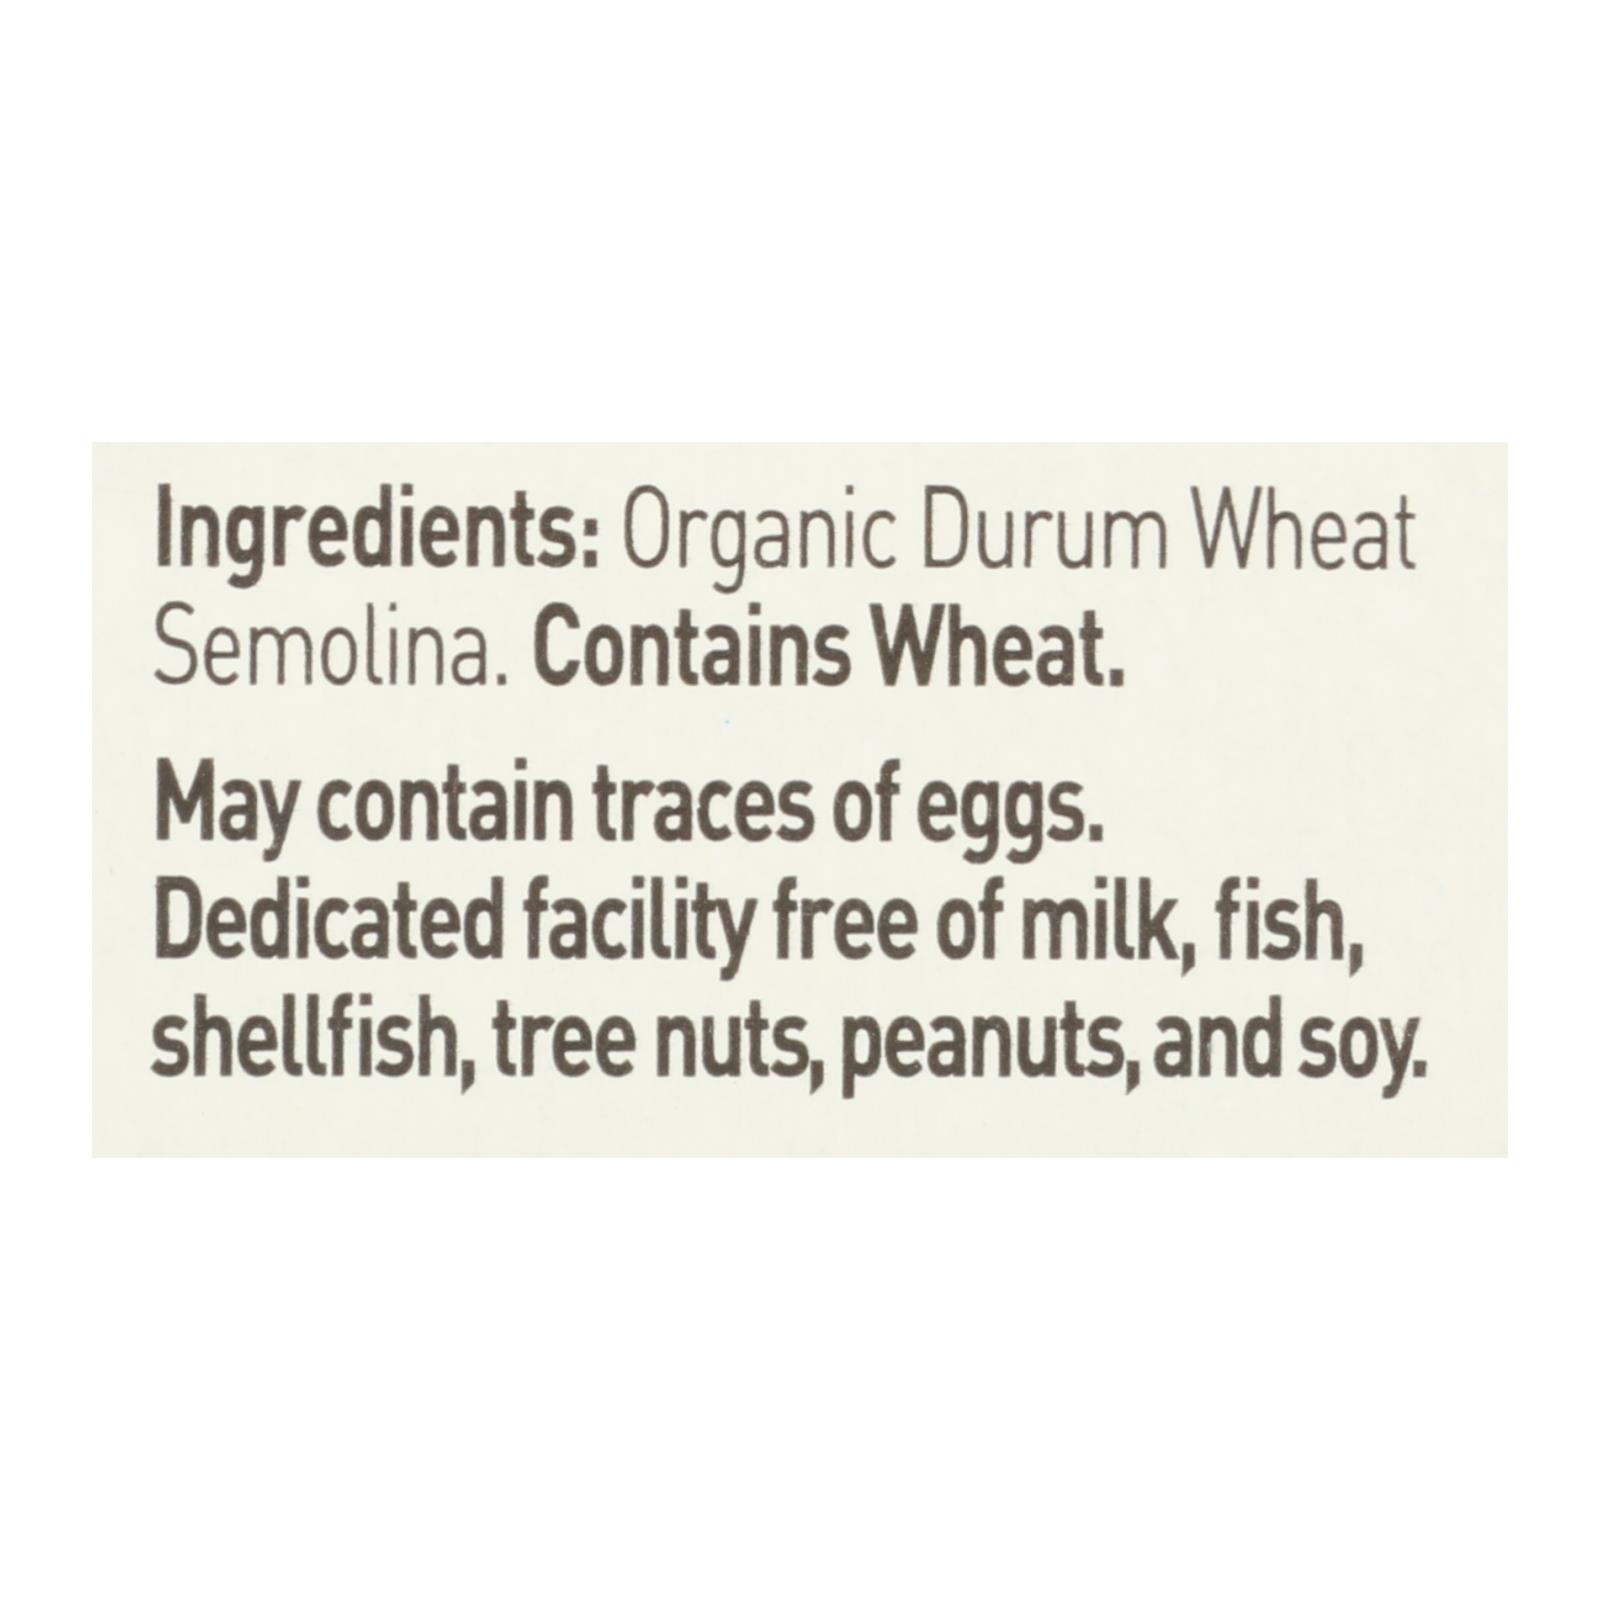 Ingredients: Organic Durum Wheat
Semolina. Contains Wheat.
May contain traces of eggs.
Dedicated facility free of milk, fish,
shellfish, tree nuts, peanuts, and soy.